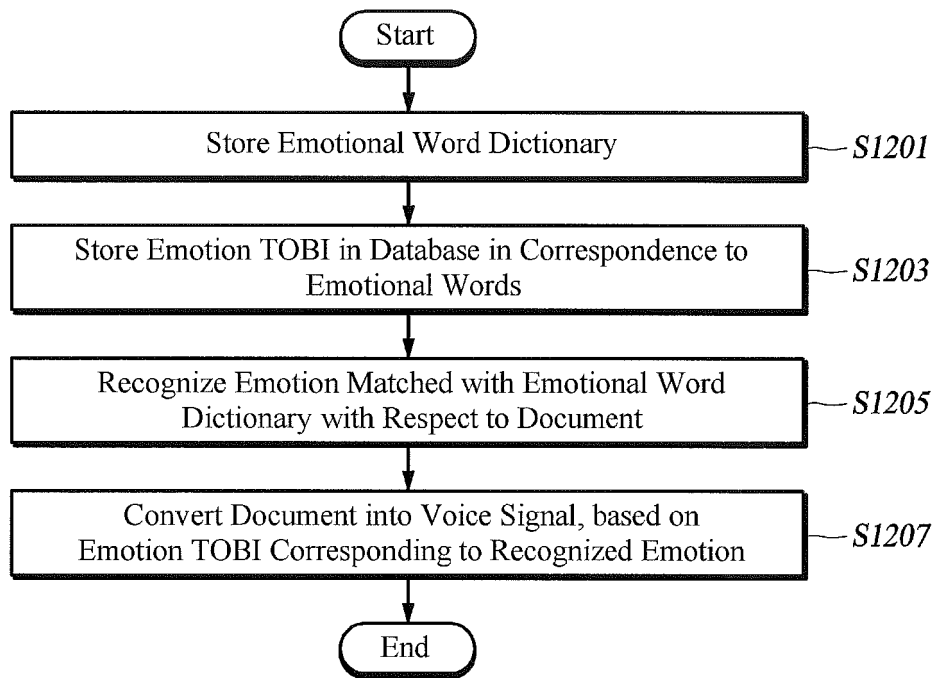 Start
Store Emotional Word Dictionary
S1201
Store Emotion TOBI in Database in Correspondence to
Emotional Words
S1203
Recognize Emotion Matched with Emotional Word
Dictionary with Respect to Document
S1205
Convert Document into Voice Signal, based on
Emotion TOBI Corresponding to Recognized Emotion
S1207
End